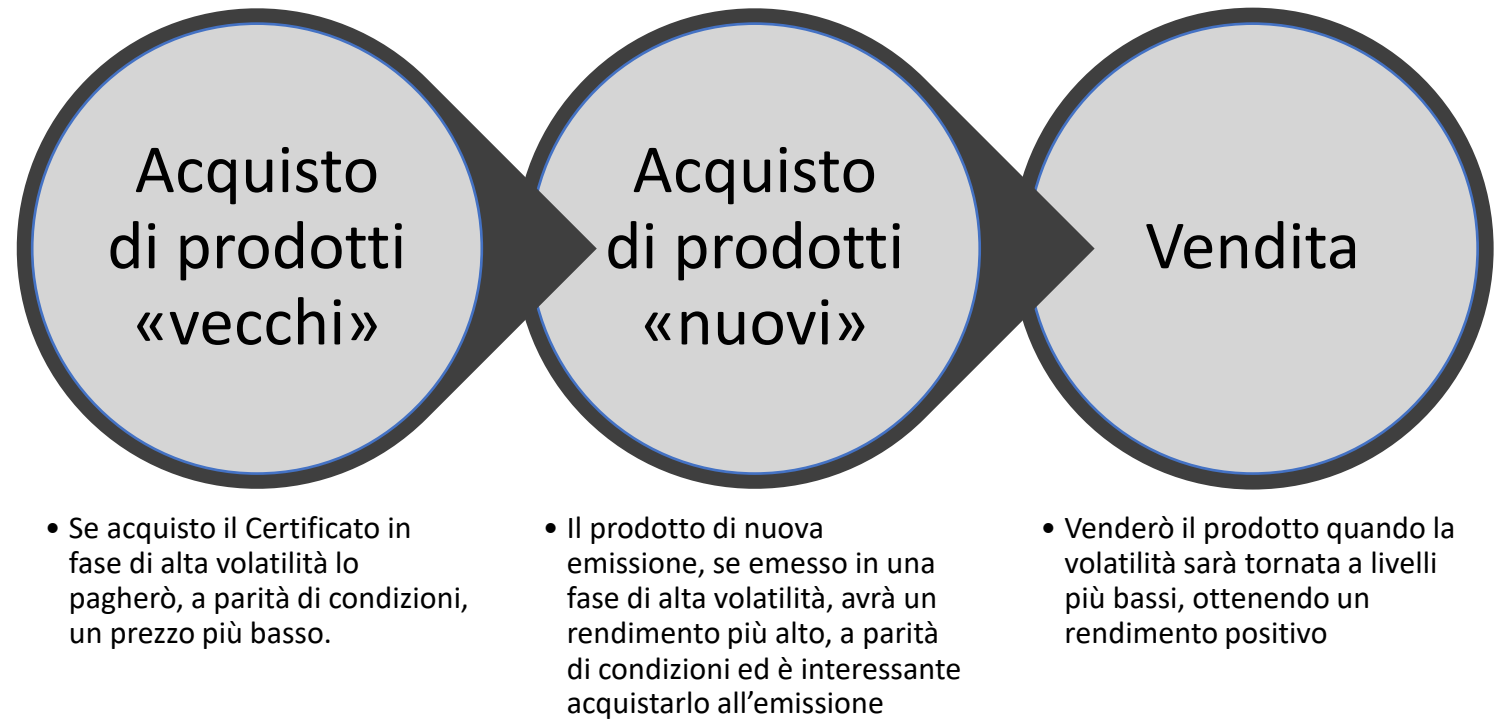 Acquisto
di prodotti
«vecchi»
Acquisto
di prodotti
«nuovi»
Vendita
• Se acquisto il Certificato in
fase di alta volatilità lo
pagherò, a parità di condizioni,
un prezzo più basso.
• Il prodotto di nuova
emissione, se emesso in una
fase di alta volatilità, avrà un
rendimento più alto, a parità
di condizioni ed è interessante
acquistarlo all’emissione
• Venderò il prodotto quando la
volatilità sarà tornata a livelli
più bassi, ottenendo un
rendimento positivo